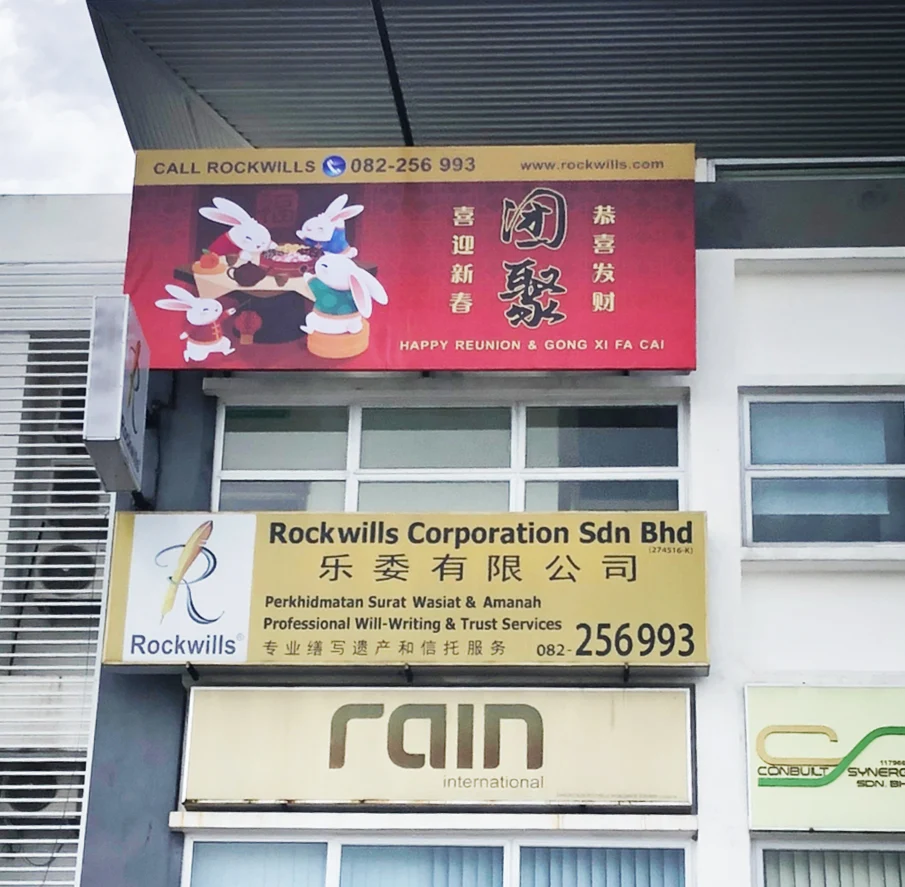 CALL ROCKWILLS 082-256 993 www.rockwills.com
喜迎新春
团聚
恭喜发财
HAPPY REUNION & GONG XI FA CAI
Rockwills Corporation Sdn Bhd
(274516-K)
乐委有限公司
Perkhidmatan Surat Wasiat & Amanah
Professional Will-Writing & Trust Services
专业缮写遗产和信托服务
082-256993
R
Rockwills®
rain
international
CONBUILT SYNERG
SDN. BH